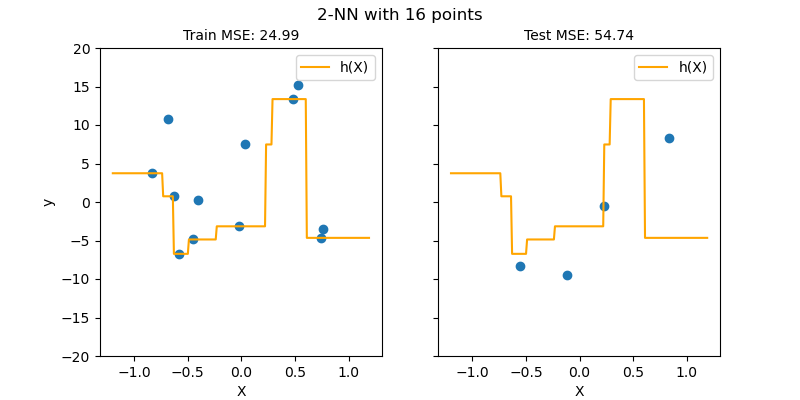 2-NN with 16 points
Train MSE: 24.99
Test MSE: 54.74
h(X)
h(X)
y
20
15
10
5
0
−5
−10
−15
−20
−1.0 −0.5 0.0 0.5 1.0
−1.0 −0.5 0.0 0.5 1.0
X
X